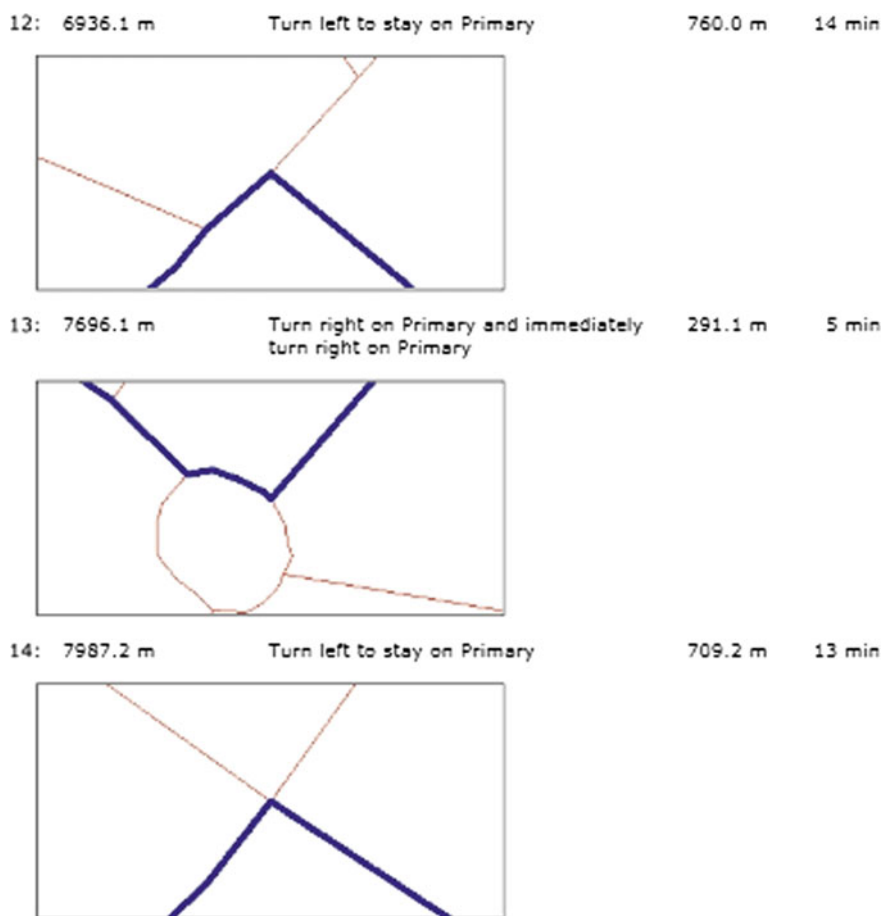 12: 6936.1 m Turn left to stay on Primary 760.0 m 14 min
13: 7696.1 m Turn right on Primary and immediately 291.1 m 5 min
turn right on Primary
14: 7987.2 m Turn left to stay on Primary 709.2 m 13 min